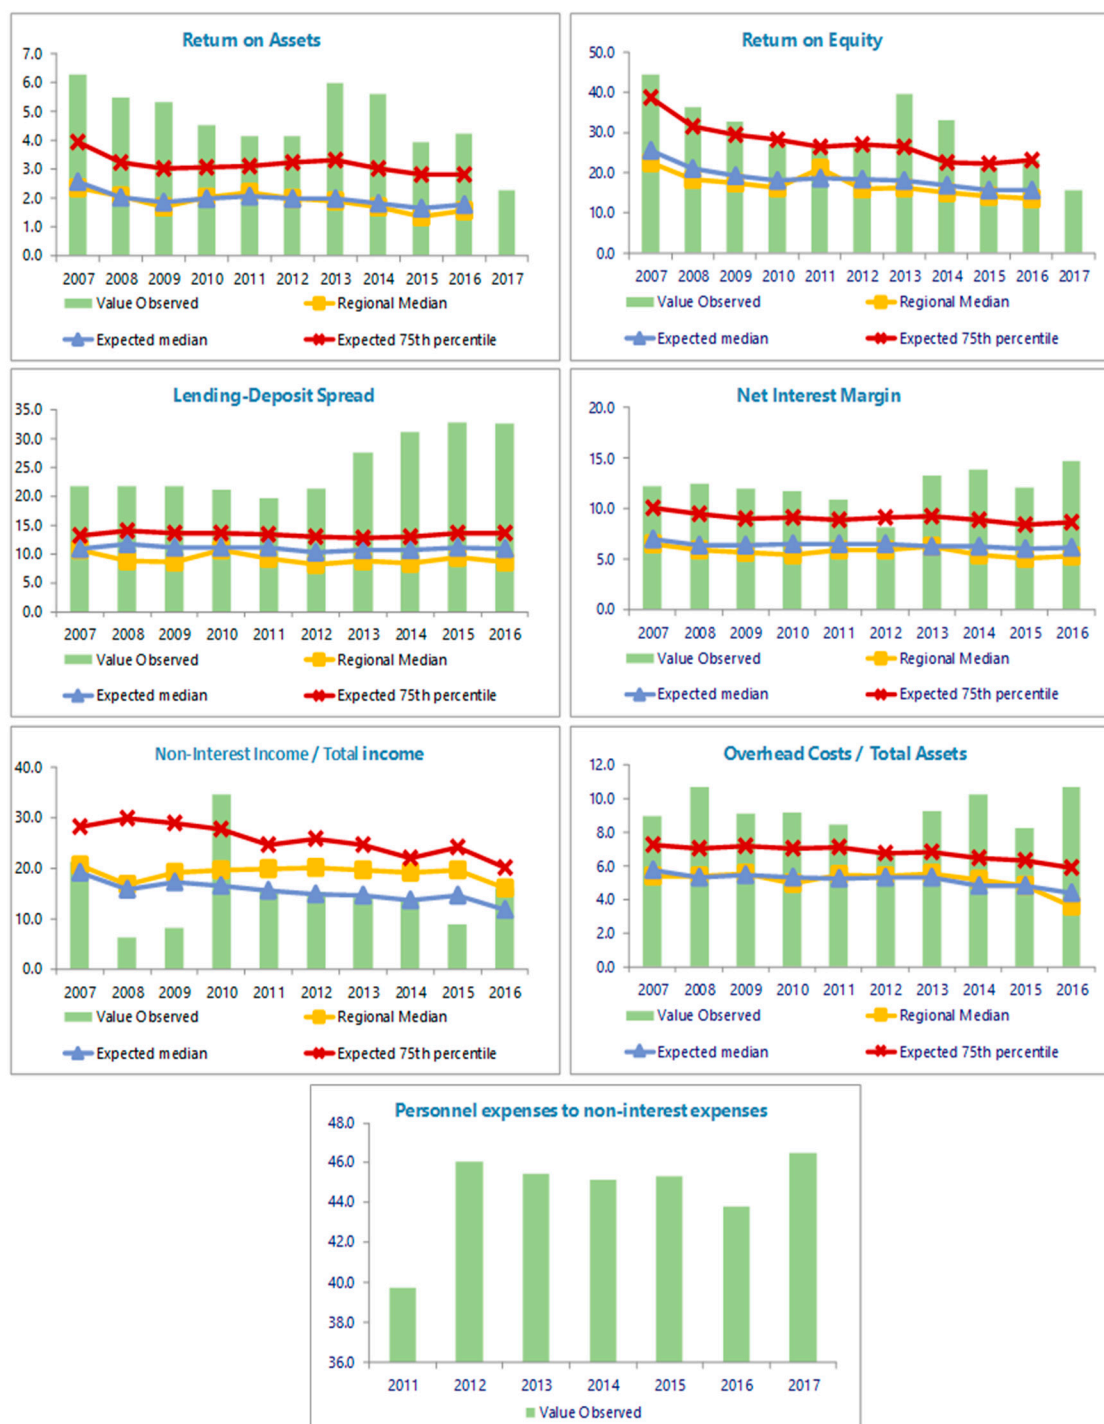 Return on Assets
7.0
6.0
5.0
4.0
3.0
2.0
1.0
0.0
2007 2008 2009 2010 2011 2012 2013 2014 2015 2016 2017
Value Observed Regional Median
Expected median Expected 75th percentile
Return on Equity
50.0
40.0
30.0
20.0
10.0
0.0
2007 2008 2009 2010 2011 2012 2013 2014 2015 2016 2017
Value Observed Regional Median
Expected median Expected 75th percentile
Lending-Deposit Spread
35.0
30.0
25.0
20.0
15.0
10.0
5.0
0.0
2007 2008 2009 2010 2011 2012 2013 2014 2015 2016
Value Observed Regional Median
Expected median Expected 75th percentile
Net Interest Margin
20.0
15.0
10.0
5.0
0.0
2007 2008 2009 2010 2011 2012 2013 2014 2015 2016
Value Observed Regional Median
Expected median Expected 75th percentile
Non-Interest Income / Total income
40.0
30.0
20.0
10.0
0.0
2007 2008 2009 2010 2011 2012 2013 2014 2015 2016
Value Observed Regional Median
Expected median Expected 75th percentile
Overhead Costs / Total Assets
12.0
10.0
8.0
6.0
4.0
2.0
0.0
2007 2008 2009 2010 2011 2012 2013 2014 2015 2016
Value Observed Regional Median
Expected median Expected 75th percentile
Personnel expenses to non-interest expenses
48.0
46.0
44.0
42.0
40.0
38.0
36.0
2011 2012 2013 2014 2015 2016 2017
Value Observed